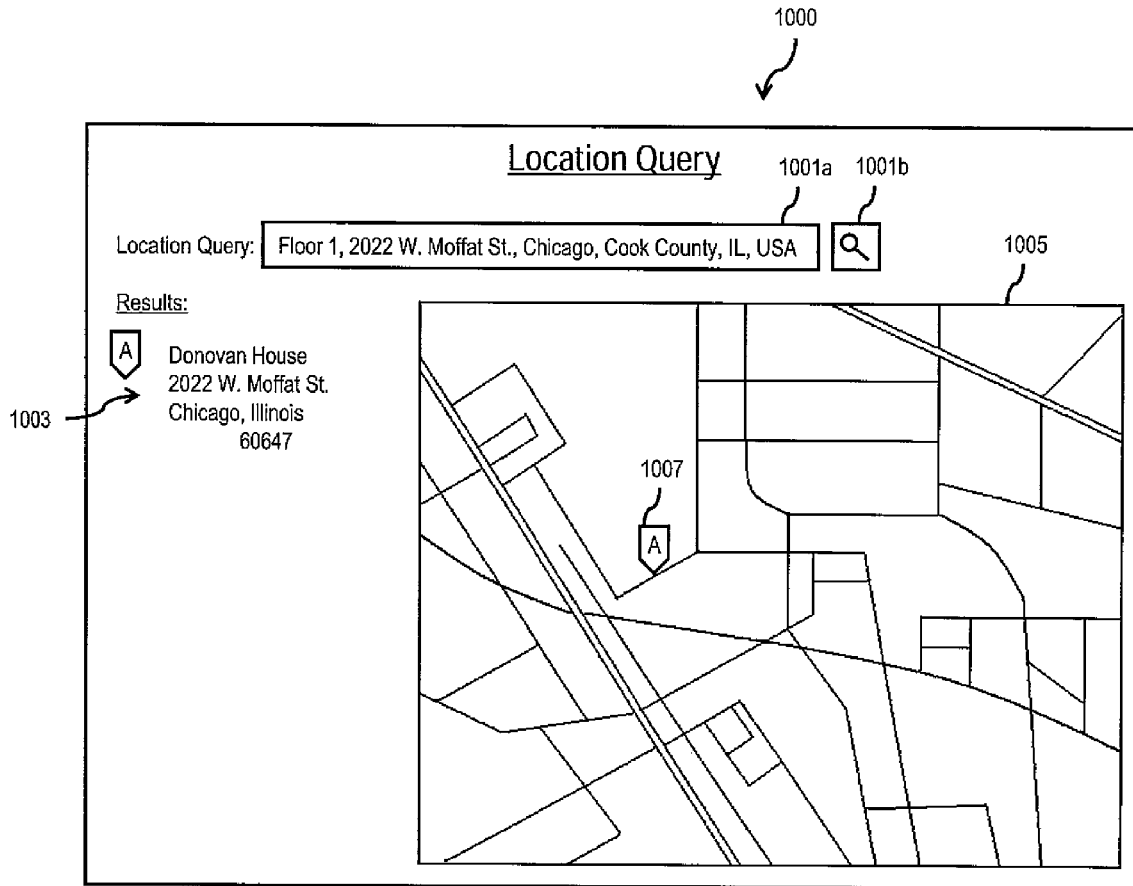 1000
Location Query
1001a
1001b
Location Query: Floor 1, 2022 W. Moffat St., Chicago, Cook County, IL, USA
1005
Results:
A
Donovan House
2022 W. Moffat St.
1003
Chicago, Illinois
60647
1007
A